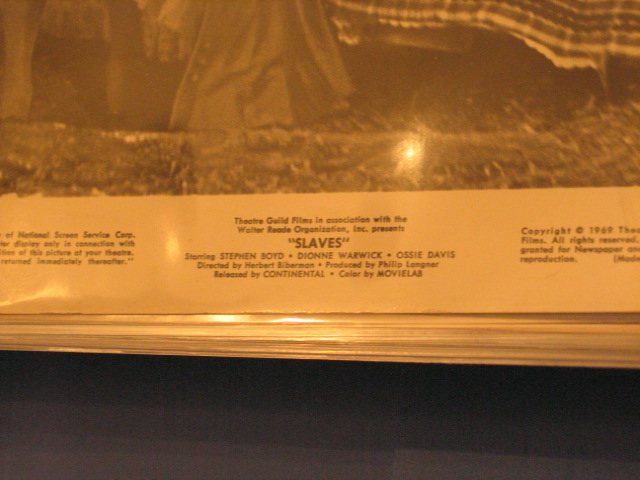 of National Screen Service Corp.
display only in connection with
of this picture at your theatre.
returned immediately thereafter."
Theatre Guild Films in association with the
Walter Reade Organization, Inc. presents
"SLAVES"
Starring STEPHEN BOYD • DIONNE WARWICK • OSSIE DAVIS
Directed by Herbert Biberman • Produced by Philip Langner
Released by CONTINENTAL • Color by MOVIELAB
Copyright © 1969 Thea
Films. All rights reserved.
granted for Newspaper and
reproduction. (Made